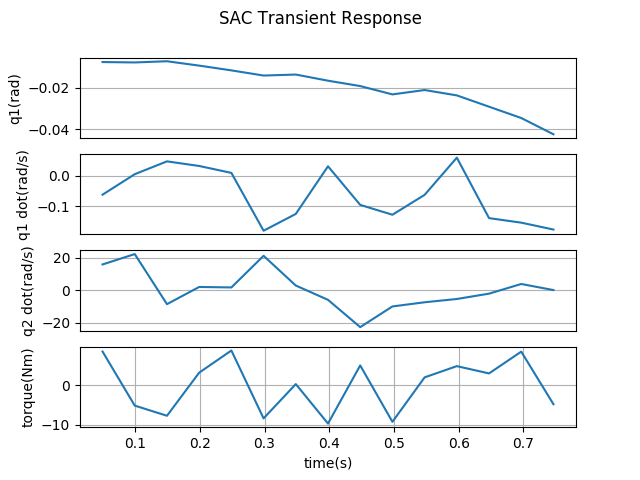 SAC Transient Response
q1(rad)
−0.02
−0.04
q1 dot(rad/s)
0.0
−0.1
q2 dot(rad/s)
20
0
−20
torque(Nm)
0
−10
0.1 0.2 0.3 0.4 0.5 0.6 0.7
time(s)